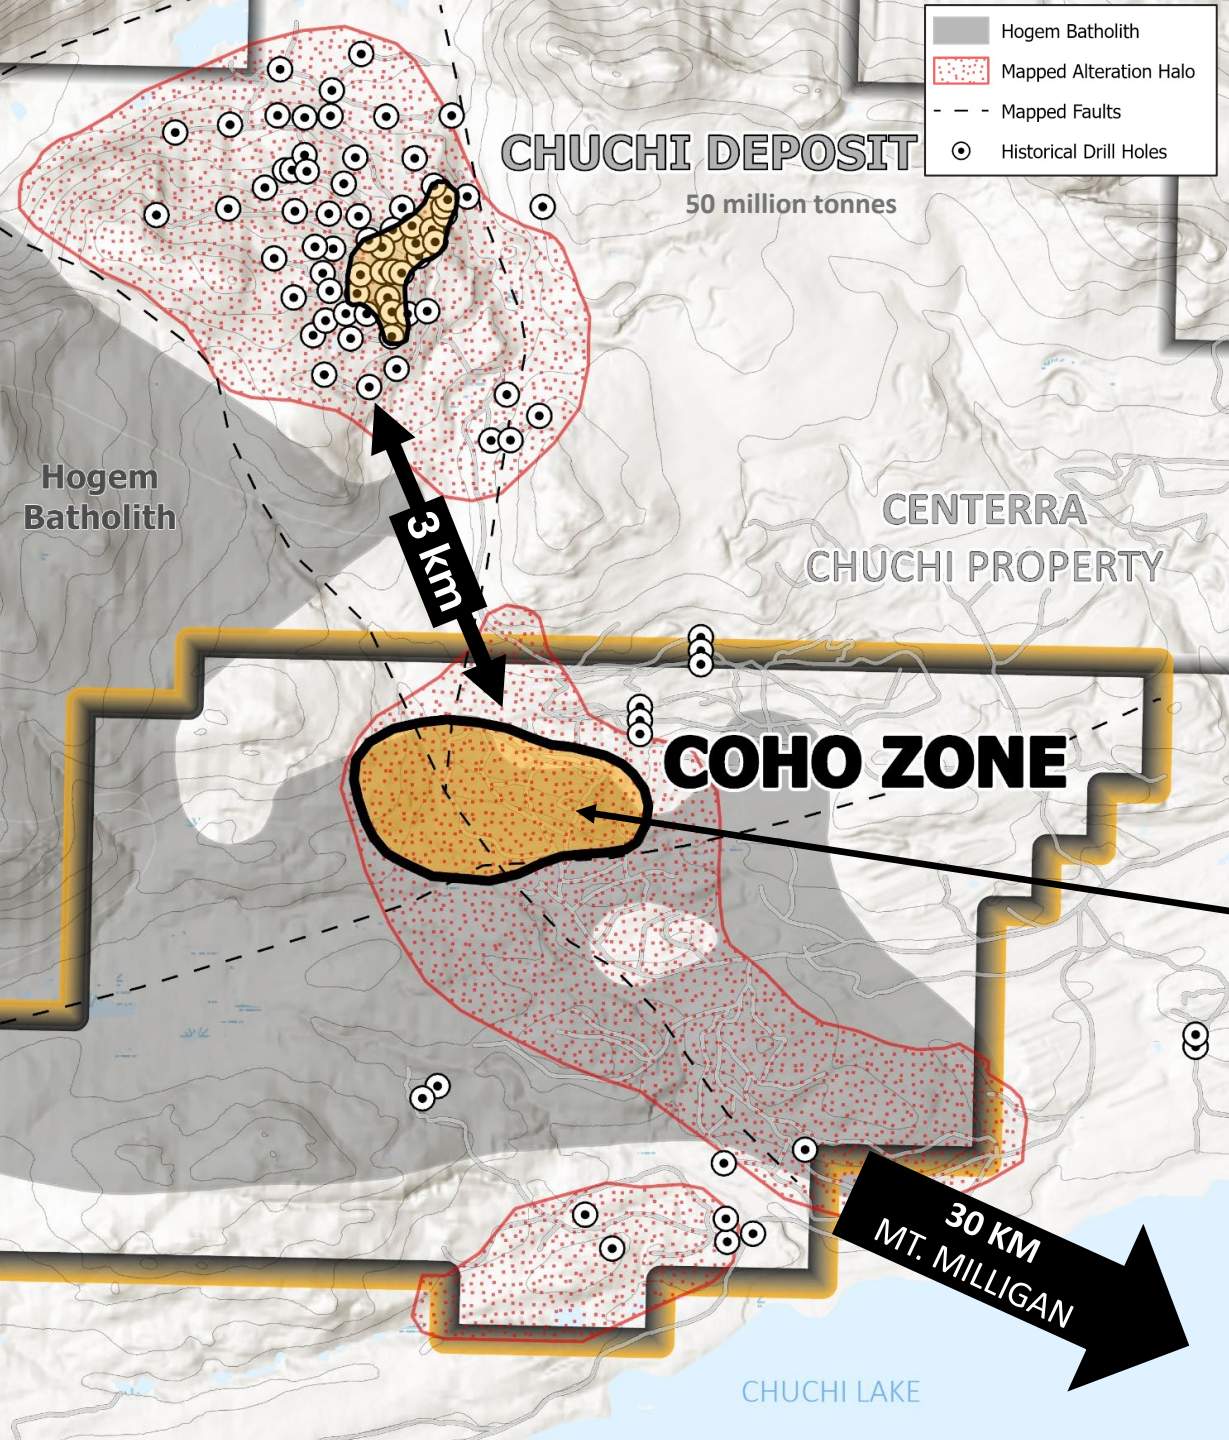 Hogem Batholith
Mapped Alteration Halo
Mapped Faults
Historical Drill Holes
CHUCHI DEPOSIT
50 million tonnes
Hogem
Batholith
3 km
CENTERRA
CHUCHI PROPERTY
COHO ZONE
30 KM
MT. MILLIGAN
CHUCHI LAKE